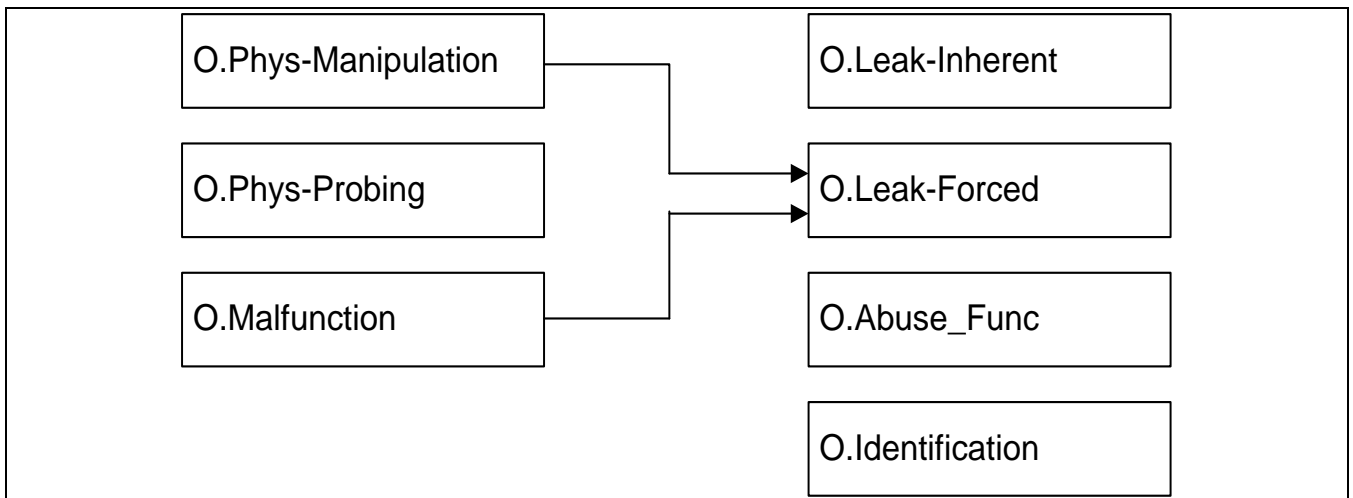 O.Phys-Manipulation
O.Leak-Inherent
O.Phys-Probing
O.Leak-Forced
O.Malfunction
O.Abuse_Func
O.Identification